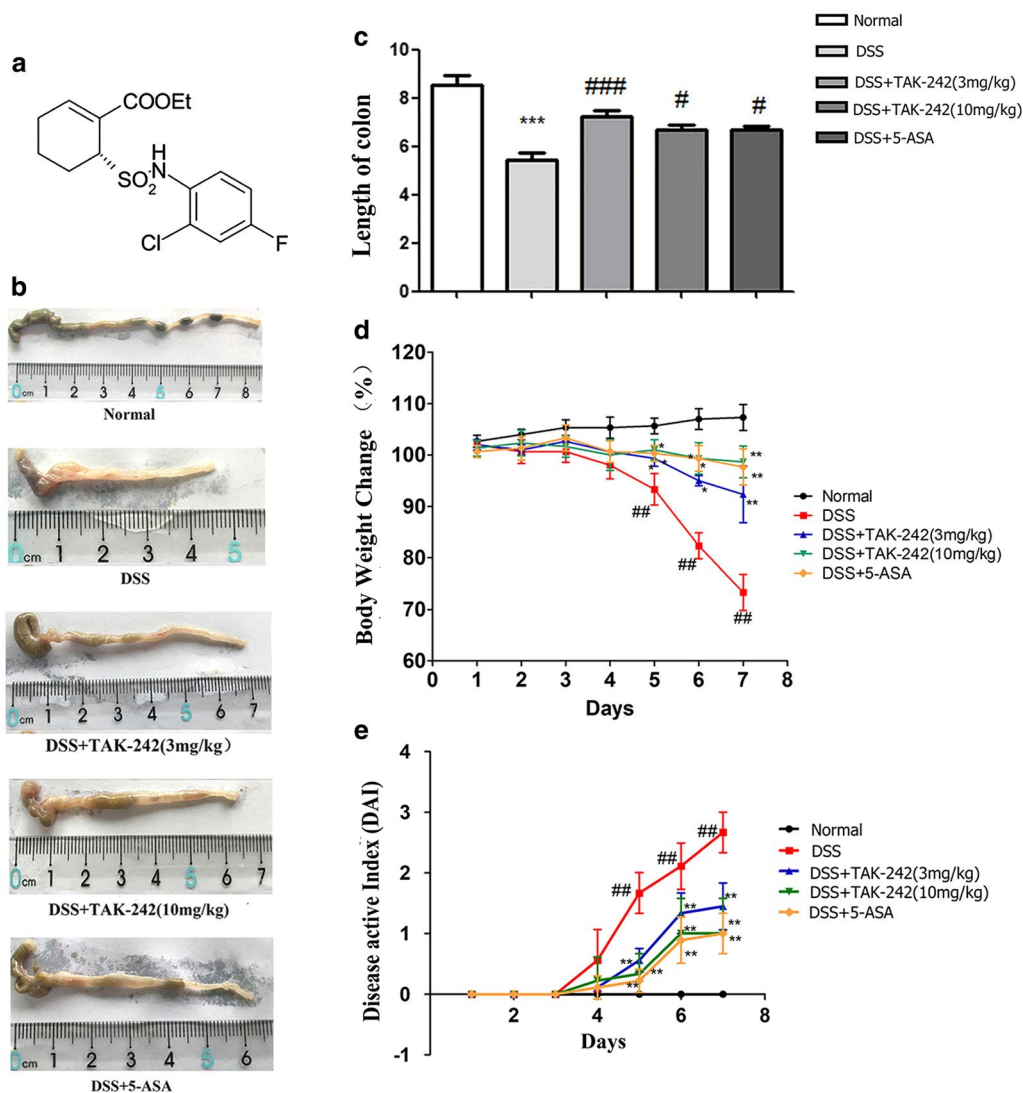 a
COOEt
SO2
H
N
Cl
F
b
0cm 1 2 3 4 5 6 7 8
Normal
0cm 1 2 3 4 5
DSS
0cm 1 2 3 4 5 6 7
DSS+TAK-242(3mg/kg）
0cm 1 2 3 4 5 6 7
DSS+TAK-242(10mg/kg)
0cm 1 2 3 4 5 6
DSS+5-ASA
c
Length of colon
10
8
6
4
2
0
***
###
#
#
Normal
DSS
DSS+TAK-242(3mg/kg)
DSS+TAK-242(10mg/kg)
DSS+5-ASA
d
Body Weight Change（%）
120
110
100
90
80
70
60
0 1 2 3 4 5 6 7 8
Days
##
##
##
*
*
*
*
*
*
**
**
**
Normal
DSS
DSS+TAK-242(3mg/kg)
DSS+TAK-242(10mg/kg)
DSS+5-ASA
e
Disease active Index (DAI)
4
3
2
1
0
-1
2 4 6 8
Days
##
##
##
**
**
**
**
**
**
**
**
**
Normal
DSS
DSS+TAK-242(3mg/kg)
DSS+TAK-242(10mg/kg)
DSS+5-ASA